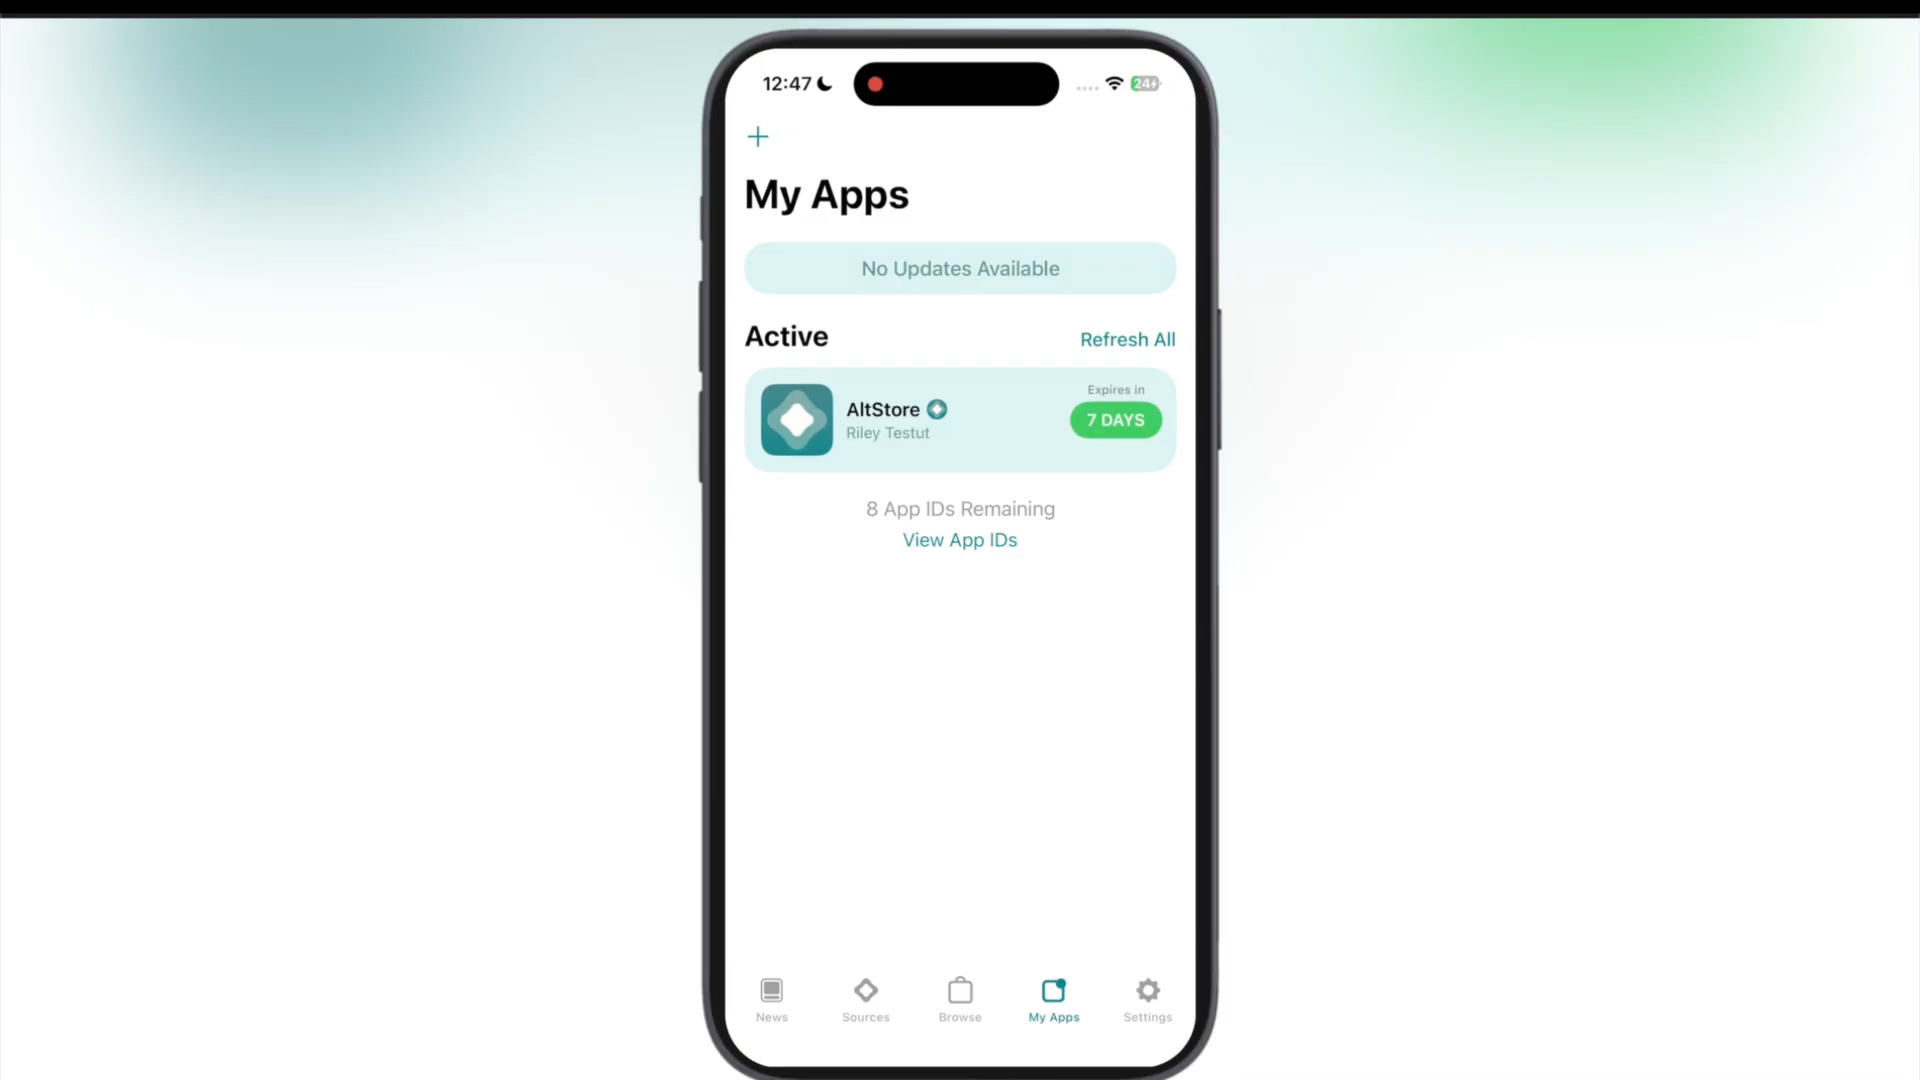 12:47
24
My Apps
No Updates Available
Active
Refresh All
Expires in
AltStore
7 DAYS
Riley Testut
8 App IDs Remaining
View App IDs
News
Sources
Browse
My Apps
Settings